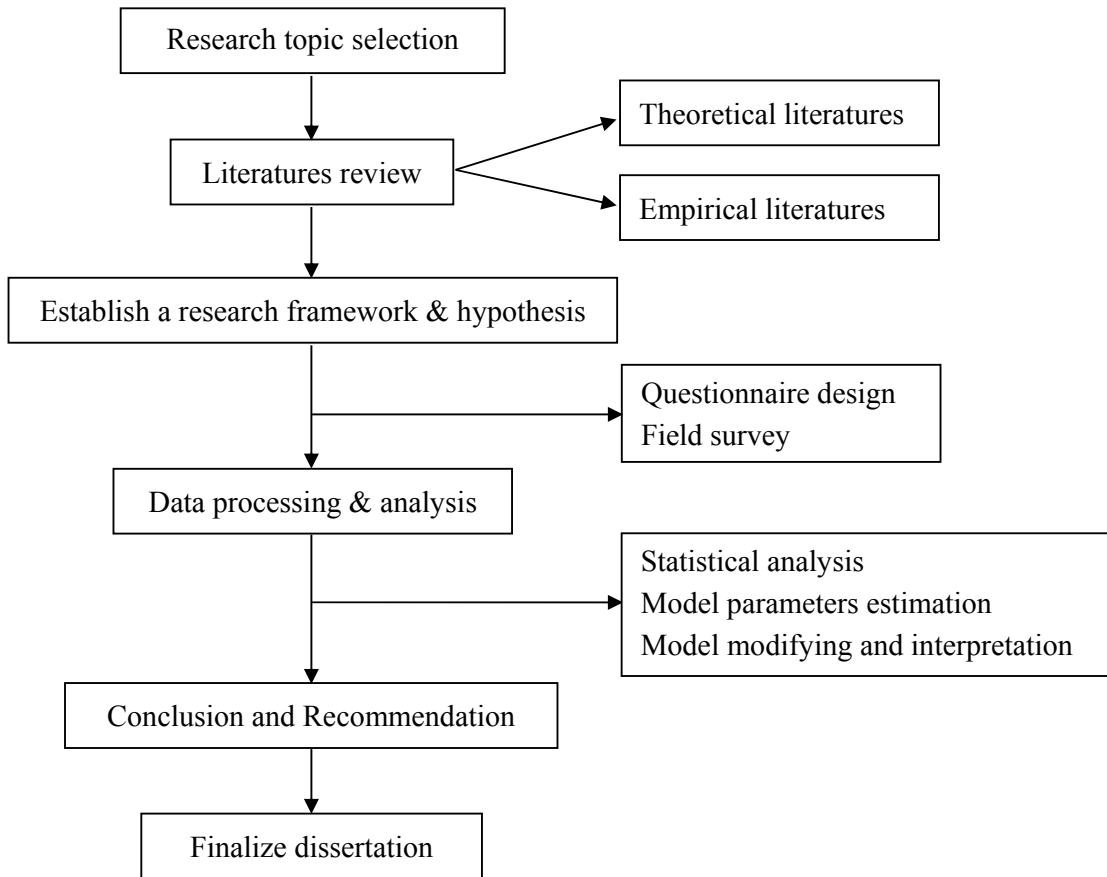 Research topic selection
Theoretical literatures
Literatures review
Empirical literatures
Establish a research framework & hypothesis
Questionnaire design
Field survey
Data processing & analysis
Statistical analysis
Model parameters estimation
Model modifying and interpretation
Conclusion and Recommendation
Finalize dissertation